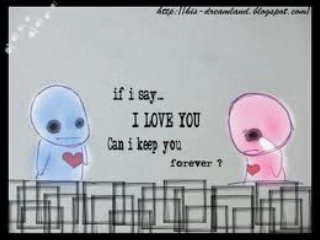 http://his-dreamland.blogspot.com/
if i say...
I LOVE YOU
Can i keep you
forever ?